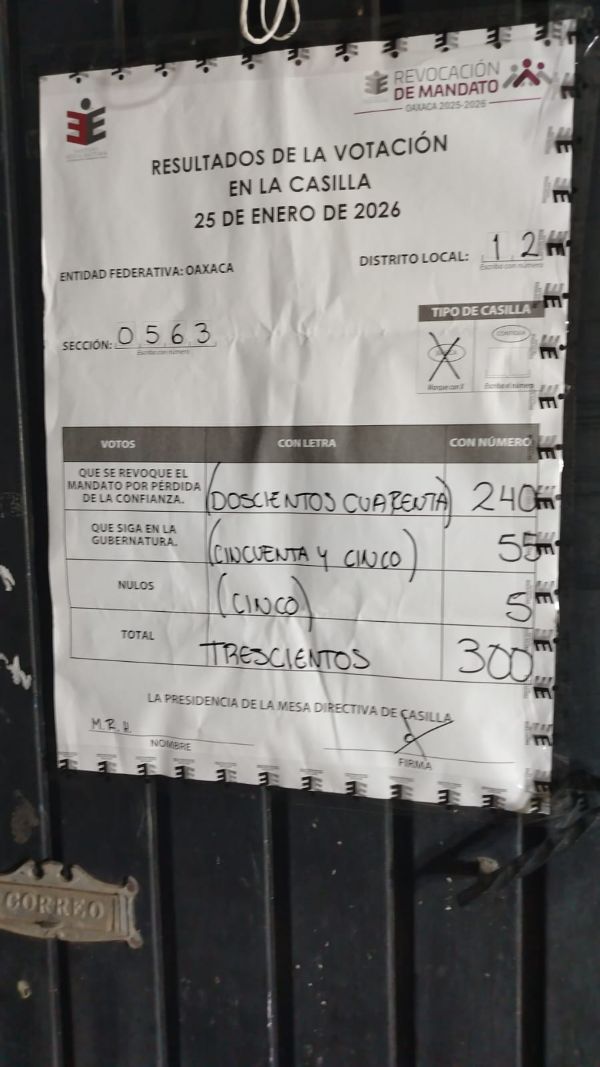 REVOCACIÓN
DE MANDATO
OAXACA 2025-2026
RESULTADOS DE LA VOTACIÓN
EN LA CASILLA
25 DE ENERO DE 2026
ENTIDAD FEDERATIVA: OAXACA
DISTRITO LOCAL: 12
Escriba con número
SECCIÓN: 0563
Escriba con número
TIPO DE CASILLA
CONTIGUA
Marque con X
Escriba el número
VOTOS CON LETRA CON NÚMERO
QUE SE REVOQUE EL
MANDATO POR PÉRDIDA
DE LA CONFIANZA.
(DOSCIENTOS CUARENTA) 240
QUE SIGA EN LA
GUBERNATURA.
(CINCUENTA Y CINCO) 55
NULOS (CINCO) 5
TOTAL TRESCIENTOS 300
LA PRESIDENCIA DE LA MESA DIRECTIVA DE CASILLA
M.R.H.
NOMBRE
FIRMA
CORREO